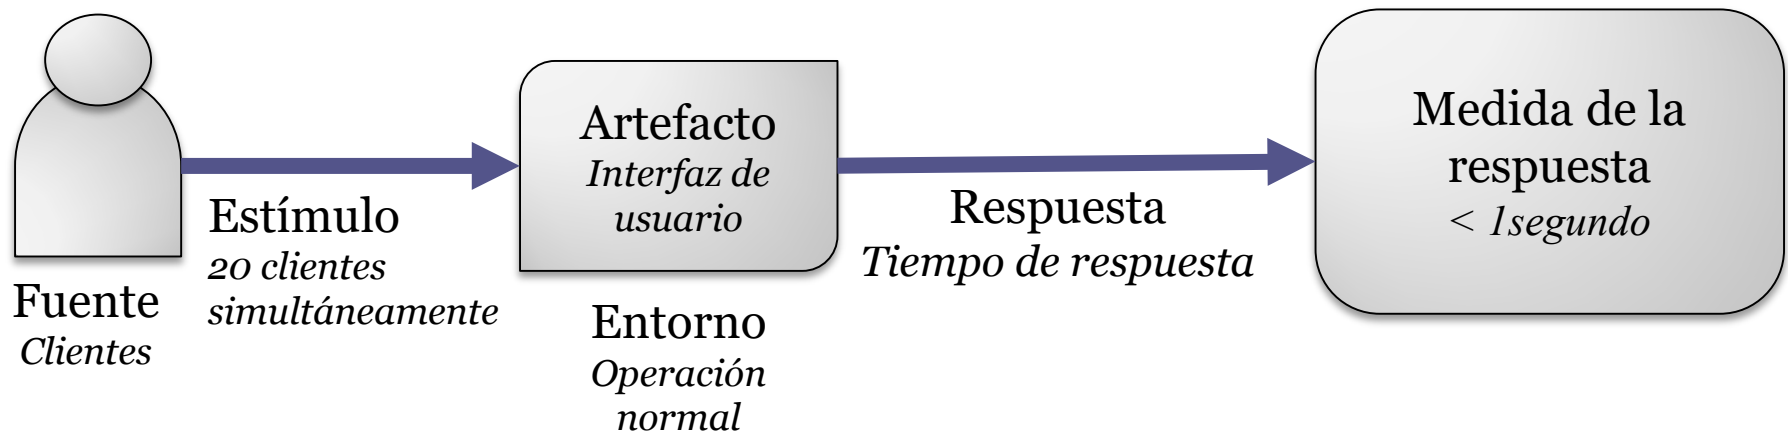 Fuente
Clientes
Estímulo
20 clientes
simultáneamente
Artefacto
Interfaz de
usuario
Entorno
Operación
normal
Respuesta
Tiempo de respuesta
Medida de la
respuesta
< 1segundo